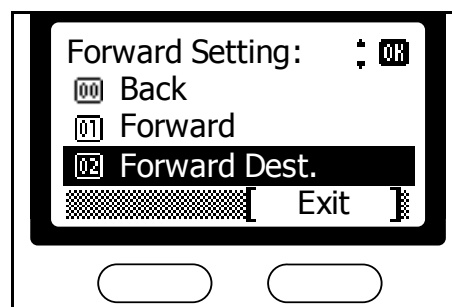 Forward Setting: OK
00 Back
01 Forward
02 Forward Dest.
[ Exit ]